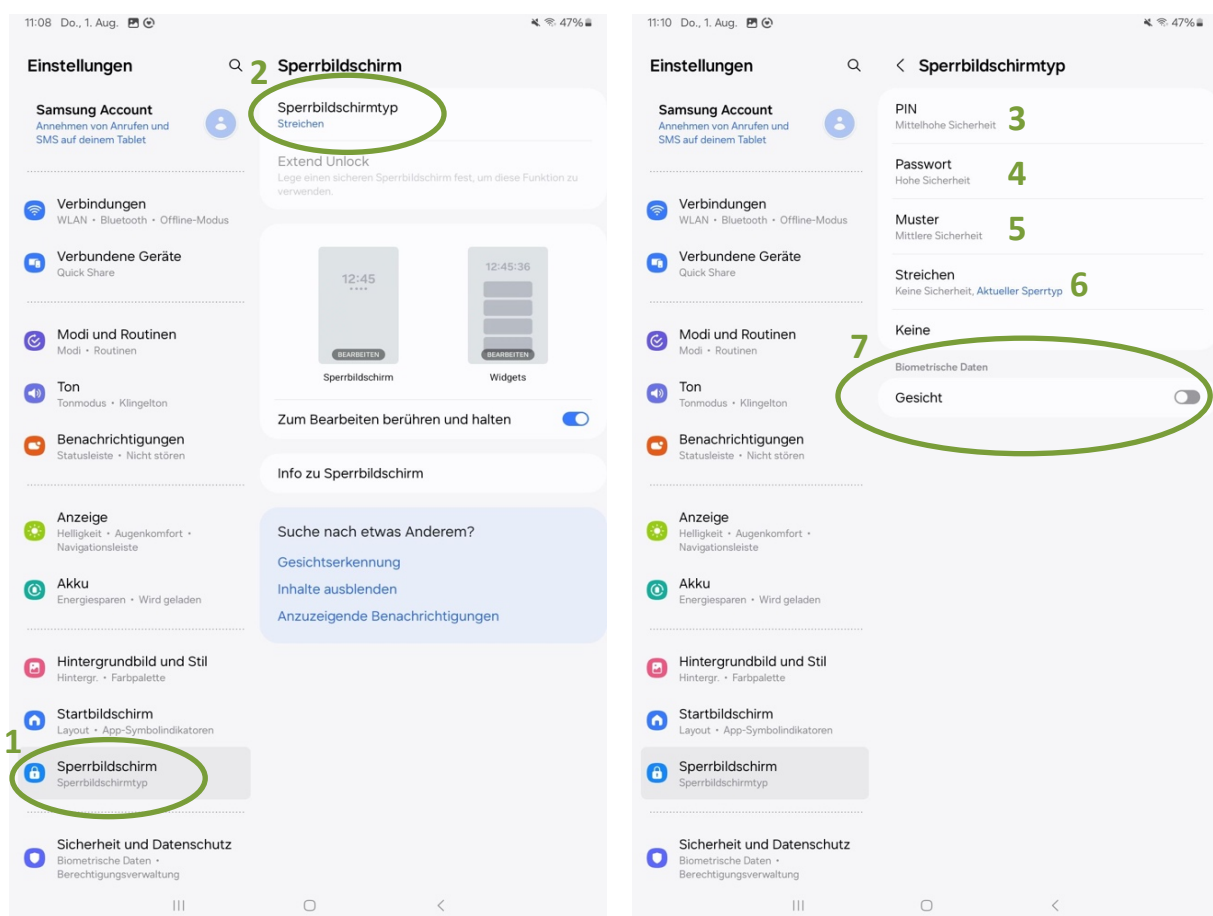 11:08 Do., 1. Aug. 47%
Einstellungen
Samsung Account
Annehmen von Anrufen und
SMS auf deinem Tablet
Verbindungen
WLAN • Bluetooth • Offline-Modus
Verbundene Geräte
Quick Share
Modi und Routinen
Modi • Routinen
Ton
Tonmodus • Klingelton
Benachrichtigungen
Statusleiste • Nicht stören
Anzeige
Helligkeit • Augenkomfort •
Navigationsleiste
Akku
Energiesparen • Wird geladen
Hintergrundbild und Stil
Hintergr. • Farbpalette
Startbildschirm
Layout • App-Symbolindikatoren
1
Sperrbildschirm
Sperrbildschirmtyp
Sicherheit und Datenschutz
Biometrische Daten •
Berechtigungsverwaltung
2
Sperrbildschirm
Sperrbildschirmtyp
Streichen
Extend Unlock
Lege einen sicheren Sperrbildschirm fest, um diese Funktion zu
verwenden.
12:45
BEARBEITEN
Sperrbildschirm
12:45:36
BEARBEITEN
Widgets
Zum Bearbeiten berühren und halten
Info zu Sperrbildschirm
Suche nach etwas Anderem?
Gesichtserkennung
Inhalte ausblenden
Anzuzeigende Benachrichtigungen
11:10 Do., 1. Aug. 47%
Einstellungen
Samsung Account
Annehmen von Anrufen und
SMS auf deinem Tablet
Verbindungen
WLAN • Bluetooth • Offline-Modus
Verbundene Geräte
Quick Share
Modi und Routinen
Modi • Routinen
Ton
Tonmodus • Klingelton
Benachrichtigungen
Statusleiste • Nicht stören
Anzeige
Helligkeit • Augenkomfort •
Navigationsleiste
Akku
Energiesparen • Wird geladen
Hintergrundbild und Stil
Hintergr. • Farbpalette
Startbildschirm
Layout • App-Symbolindikatoren
Sperrbildschirm
Sperrbildschirmtyp
Sicherheit und Datenschutz
Biometrische Daten •
Berechtigungsverwaltung
Sperrbildschirmtyp
PIN
Mittelhohe Sicherheit
3
Passwort
Hohe Sicherheit
4
Muster
Mittlere Sicherheit
5
Streichen
Keine Sicherheit, Aktueller Sperrtyp
6
Keine
7
Biometrische Daten
Gesicht